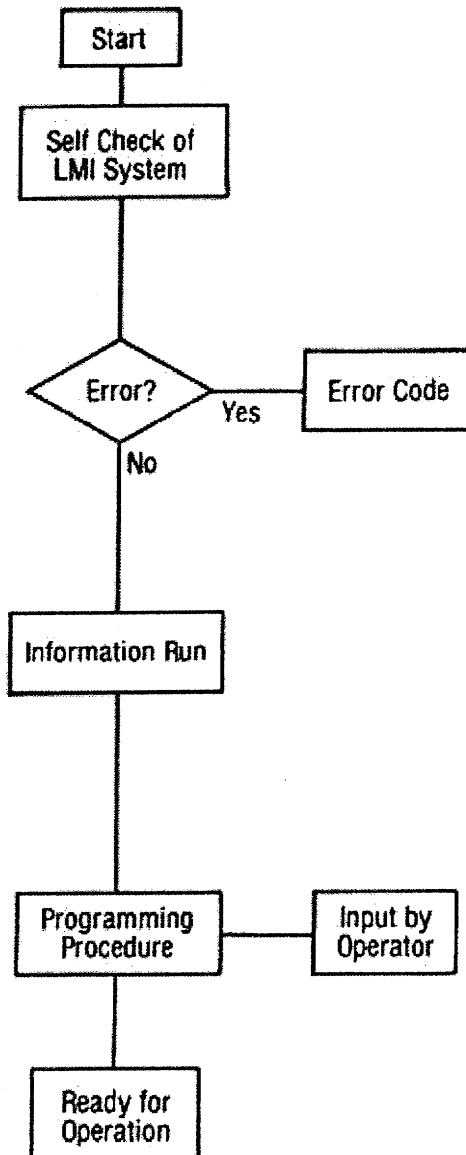 Start
Self Check of
LMI System
Error?
Yes
Error Code
No
Information Run
Programming
Procedure
Input by
Operator
Ready for
Operation